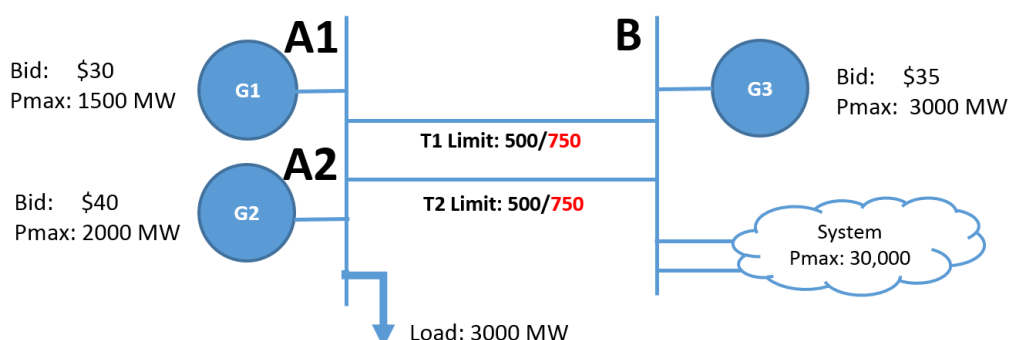 A1
B
Bid: $30
Pmax: 1500 MW
G1
G3
Bid: $35
Pmax: 3000 MW
T1 Limit: 500/750
A2
Bid: $40
Pmax: 2000 MW
G2
T2 Limit: 500/750
System
Pmax: 30,000
Load: 3000 MW